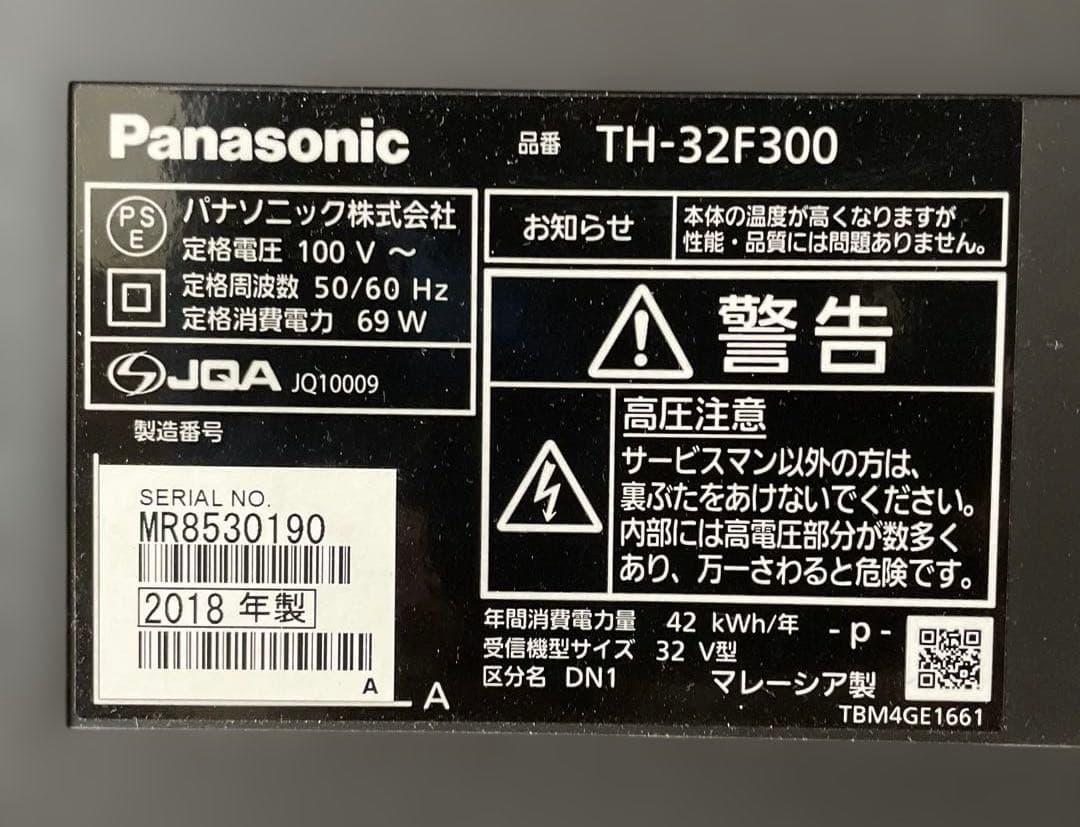 Panasonic
品番 TH-32F300
PS
E
パナソニック株式会社
定格電圧 100 V ～
定格周波数 50/60 Hz
定格消費電力 69 W
JQA JQ10009
製造番号
SERIAL NO.
MR8530190
2018 年製
A
A
お知らせ
本体の温度が高くなりますが
性能・品質には問題ありません。
警告
高圧注意
サービスマン以外の方は、
裏ぶたをあけないでください。
内部には高電圧部分が数多く
あり、万一さわると危険です。
年間消費電力量 42 kWh/年
受信機型サイズ 32 V型
区分名 DN1
- p -
マレーシア製
TBM4GE1661